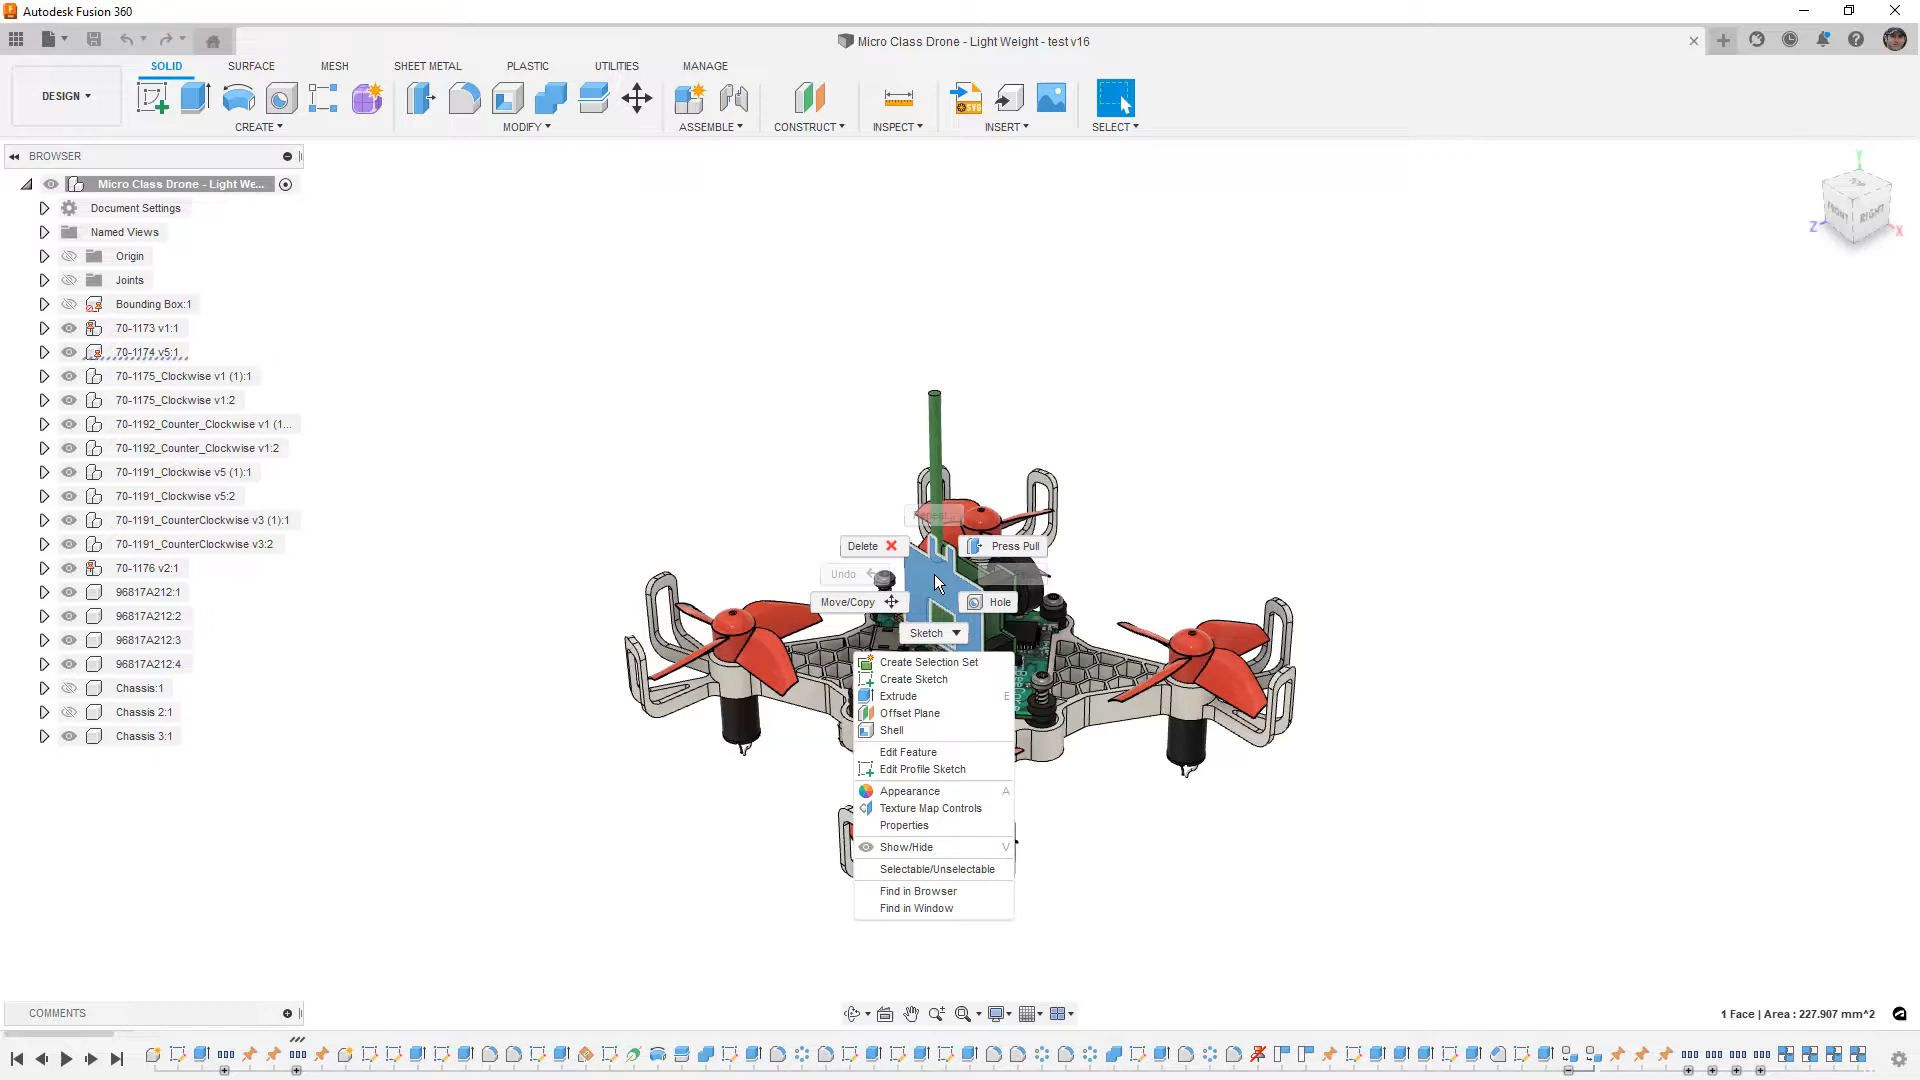 Autodesk Fusion 360
Micro Class Drone - Light Weight - test v16
DESIGN
SOLID
SURFACE
MESH
SHEET METAL
PLASTIC
UTILITIES
MANAGE
SVG
CREATE
MODIFY
ASSEMBLE
CONSTRUCT
INSPECT
INSERT
SELECT
BROWSER
Micro Class Drone - Light We...
Document Settings
Named Views
Origin
Joints
Bounding Box:1
70-1173 v1:1
70-1174 v5:1
70-1175_Clockwise v1 (1):1
70-1175_Clockwise v1:2
70-1192_Counter_Clockwise v1 (1...
70-1192_Counter_Clockwise v1:2
70-1191_Clockwise v5 (1):1
70-1191_Clockwise v5:2
70-1191_CounterClockwise v3 (1):1
70-1191_CounterClockwise v3:2
70-1176 v2:1
96817A212:1
96817A212:2
96817A212:3
96817A212:4
Chassis:1
Chassis 2:1
Chassis 3:1
Y
FRONT
RIGHT
Z
X
Repeat...
Delete
Press Pull
Undo
Move/Copy
Hole
Sketch
Create Selection Set
Create Sketch
Extrude E
Offset Plane
Shell
Edit Feature
Edit Profile Sketch
Appearance A
Texture Map Controls
Properties
Show/Hide V
Selectable/Unselectable
Find in Browser
Find in Window
COMMENTS
1 Face | Area : 227.907 mm^2